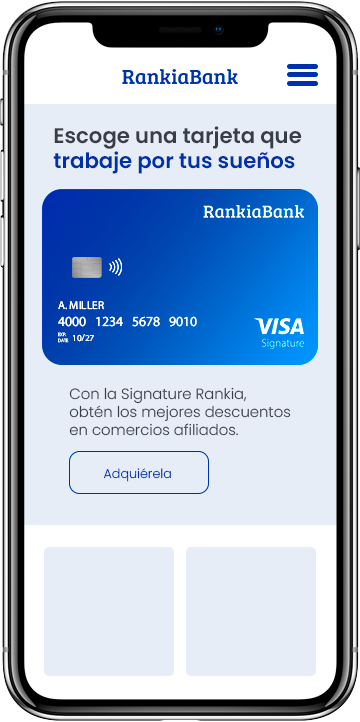 RankiaBank
Escoge una tarjeta que
trabaje por tus sueños
RankiaBank
A. MILLER
4000 1234 5678 9010
EXP. DATE 10/27
VISA
Signature
Con la Signature Rankia,
obtén los mejores descuentos
en comercios afiliados.
Adquiérela